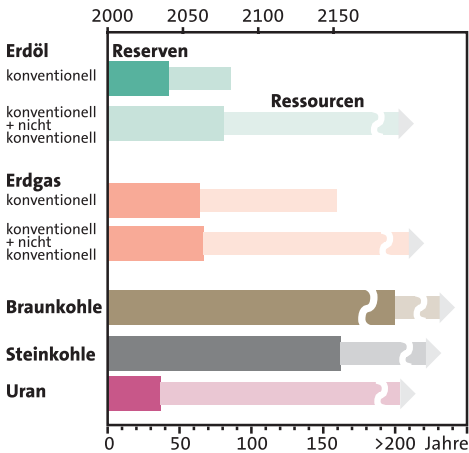 2000 2050 2100 2150
Erdöl
Reserven
konventionell
Ressourcen
konventionell
+ nicht
konventionell
Erdgas
konventionell
konventionell
+ nicht
konventionell
Braunkohle
Steinkohle
Uran
0 50 100 150 >200 Jahre